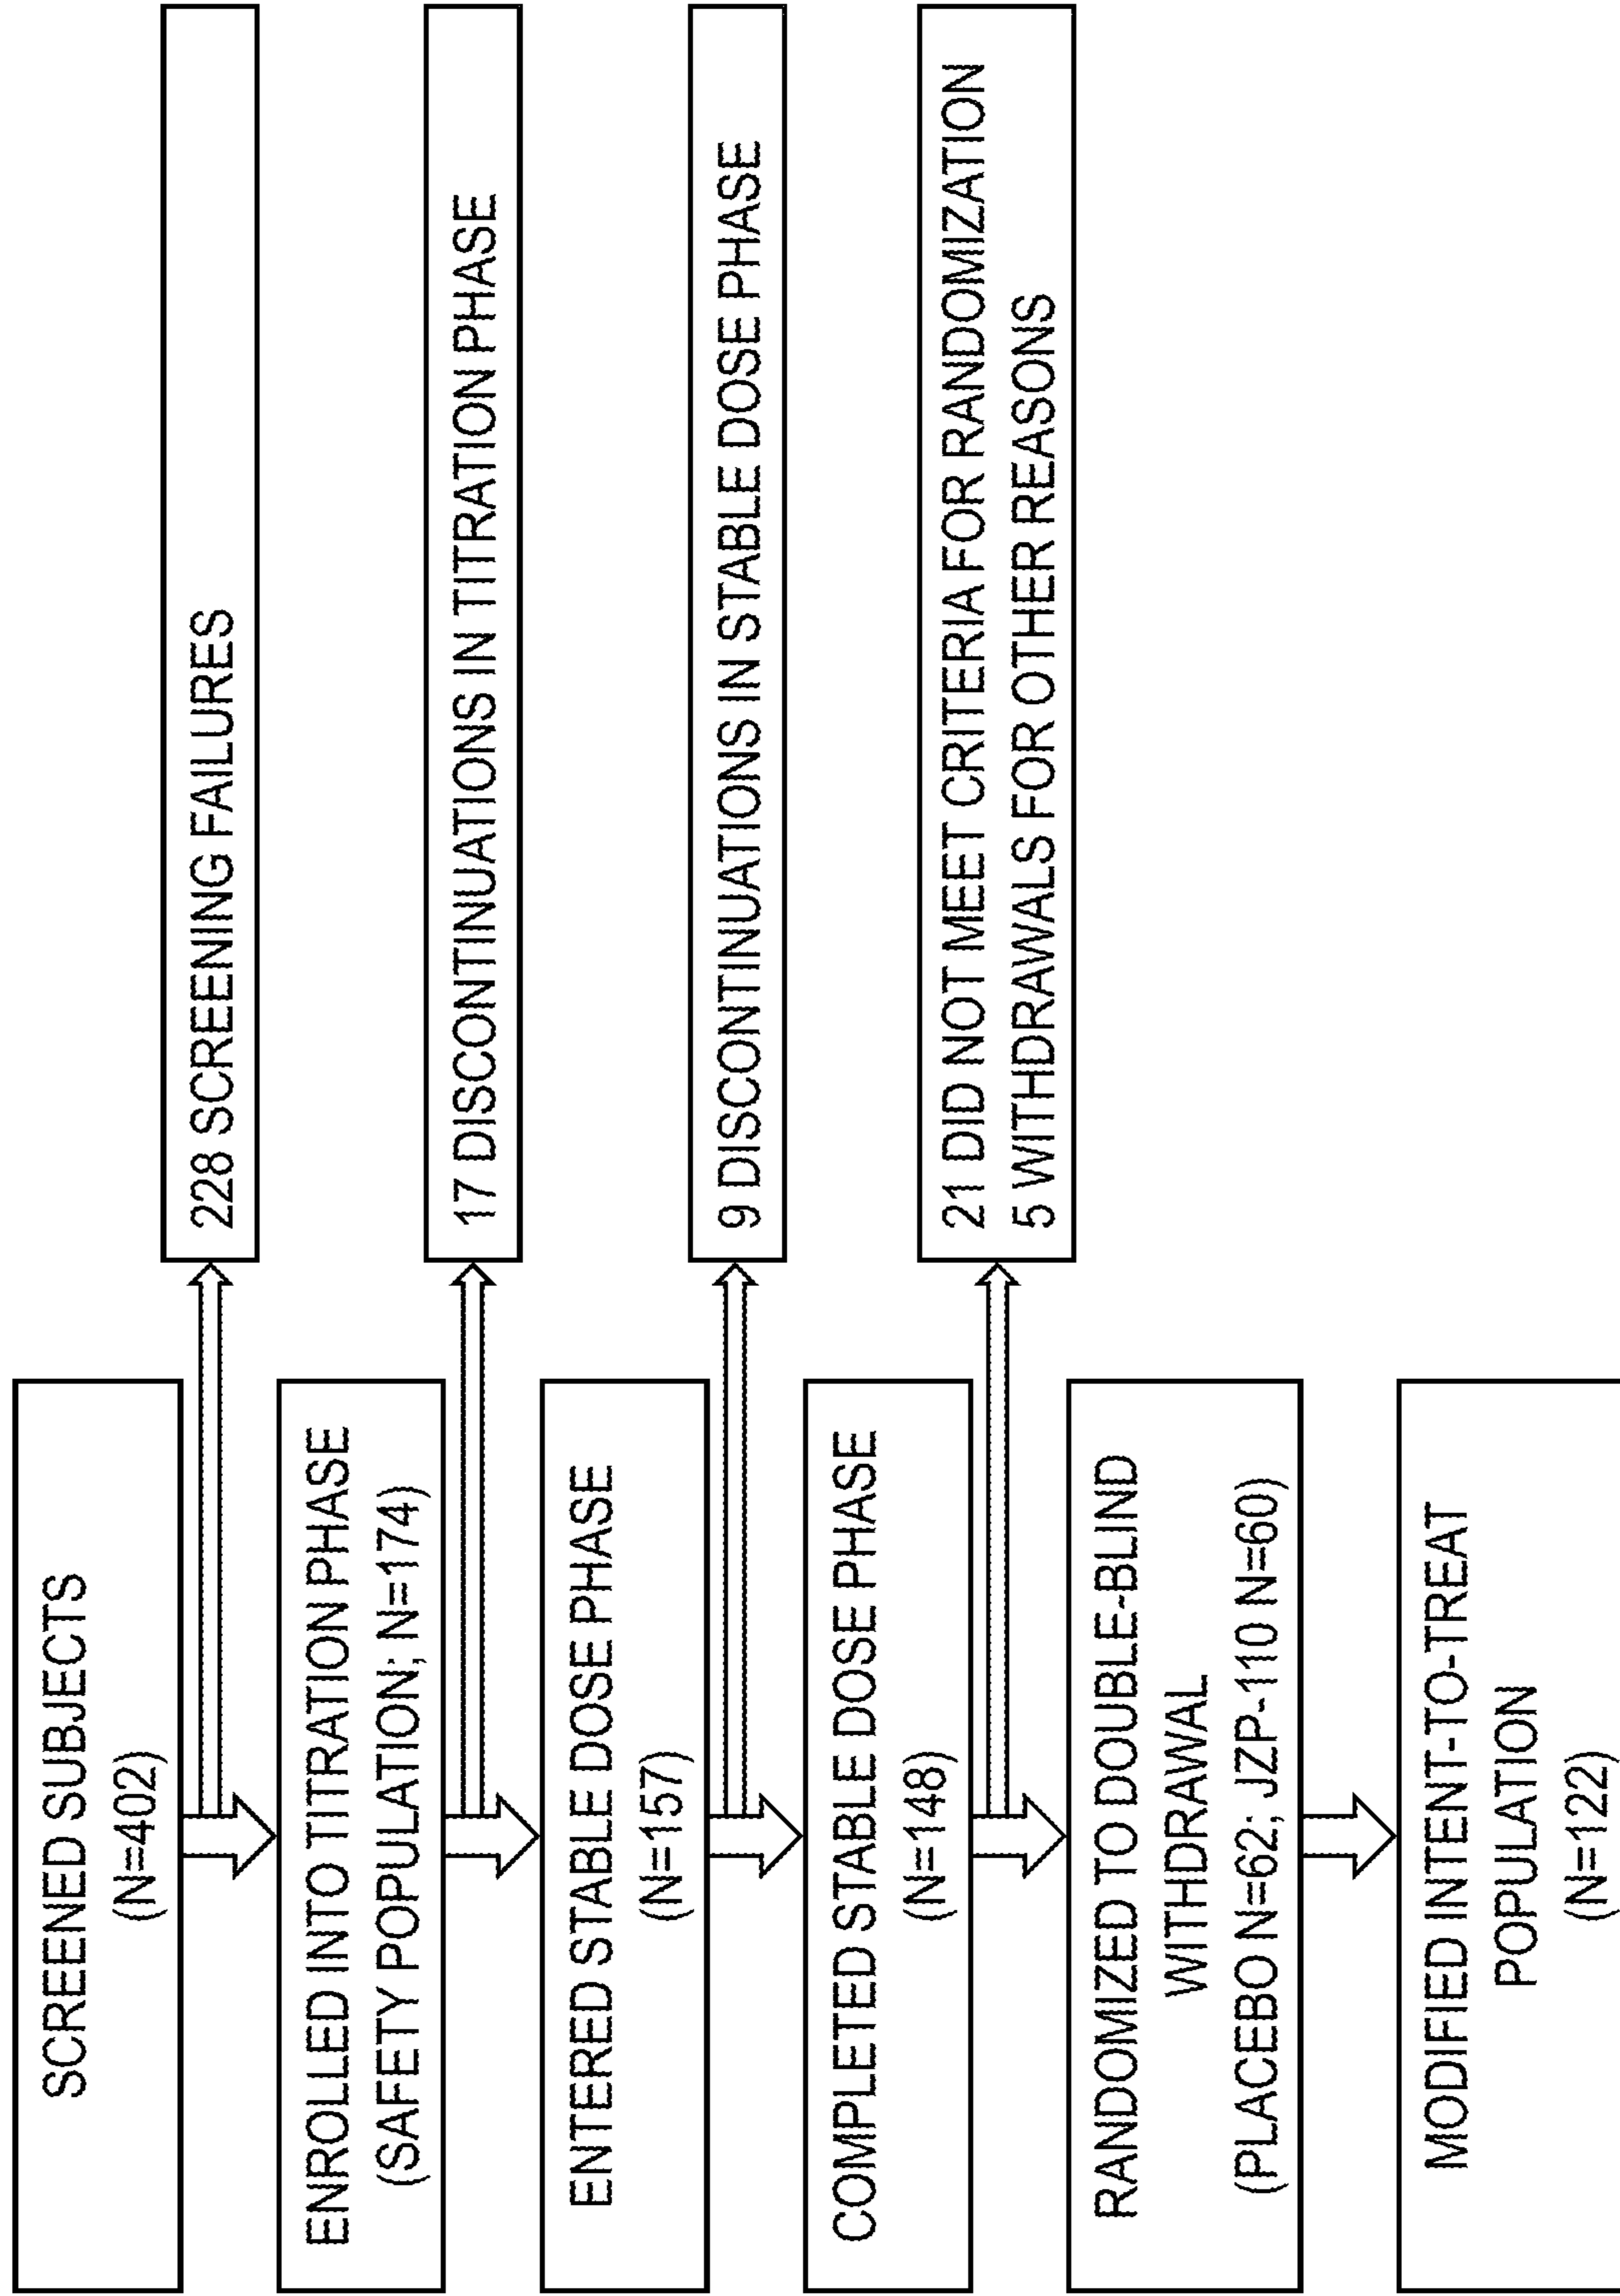 SCREENED SUBJECTS
(N=402)
228 SCREENING FAILURES
ENROLLED INTO TITRATION PHASE
(SAFETY POPULATION; N=174)
17 DISCONTINUATIONS IN TITRATION PHASE
ENTERED STABLE DOSE PHASE
(N=157)
9 DISCONTINUATIONS IN STABLE DOSE PHASE
COMPLETED STABLE DOSE PHASE
(N=148)
21 DID NOT MEET CRITERIA FOR RANDOMIZATION
5 WITHDRAWALS FOR OTHER REASONS
RANDOMIZED TO DOUBLE-BLIND
WITHDRAWAL
(PLACEBO N=62; JZP-110 N=60)
MODIFIED INTENT-TO-TREAT
POPULATION
(N=122)